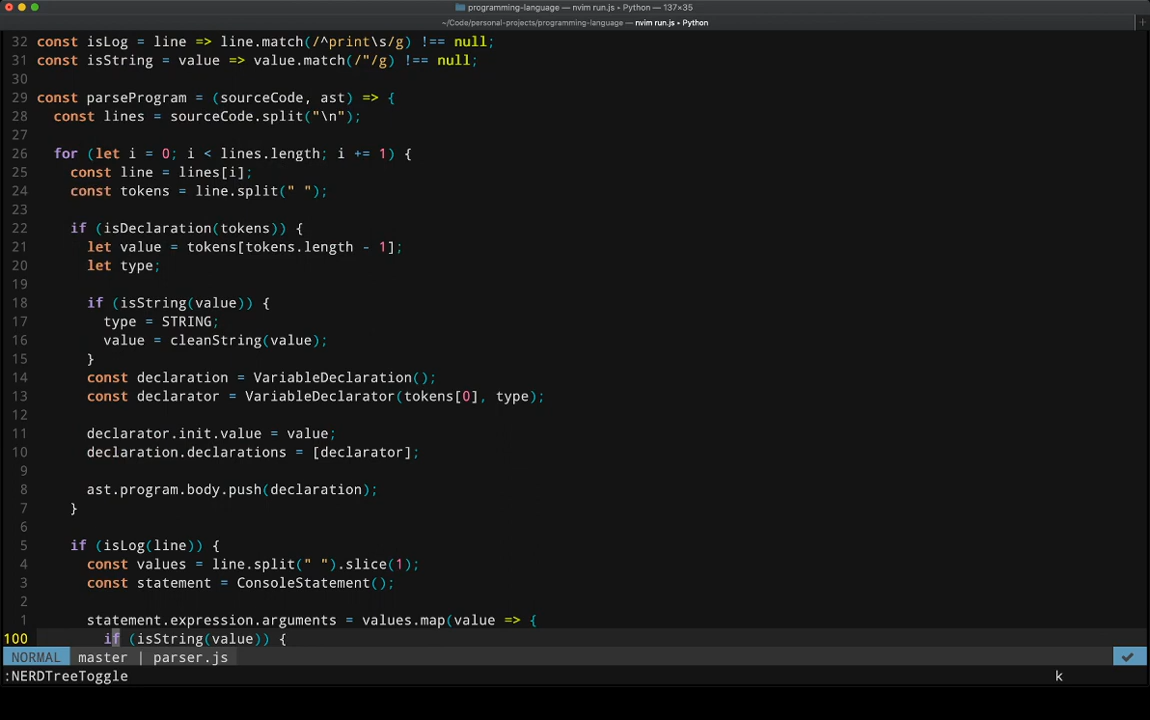 programming-language — nvim run.js • Python — 137×35
~/Code/personal-projects/programming-language — nvim run.js • Python
+
32 const isLog = line => line.match(/^print\s/g) !== null;
31 const isString = value => value.match(/"/g) !== null;
30
29 const parseProgram = (sourceCode, ast) => {
28   const lines = sourceCode.split("\n");
27
26   for (let i = 0; i < lines.length; i += 1) {
25     const line = lines[i];
24     const tokens = line.split(" ");
23
22     if (isDeclaration(tokens)) {
21       let value = tokens[tokens.length - 1];
20       let type;
19
18       if (isString(value)) {
17         type = STRING;
16         value = cleanString(value);
15       }
14       const declaration = VariableDeclaration();
13       const declarator = VariableDeclarator(tokens[0], type);
12
11       declarator.init.value = value;
10       declaration.declarations = [declarator];
9
8       ast.program.body.push(declaration);
7     }
6
5     if (isLog(line)) {
4       const values = line.split(" ").slice(1);
3       const statement = ConsoleStatement();
2
1       statement.expression.arguments = values.map(value => {
100         if (isString(value)) {
NORMAL master | parser.js ✓
:NERDTreeToggle k